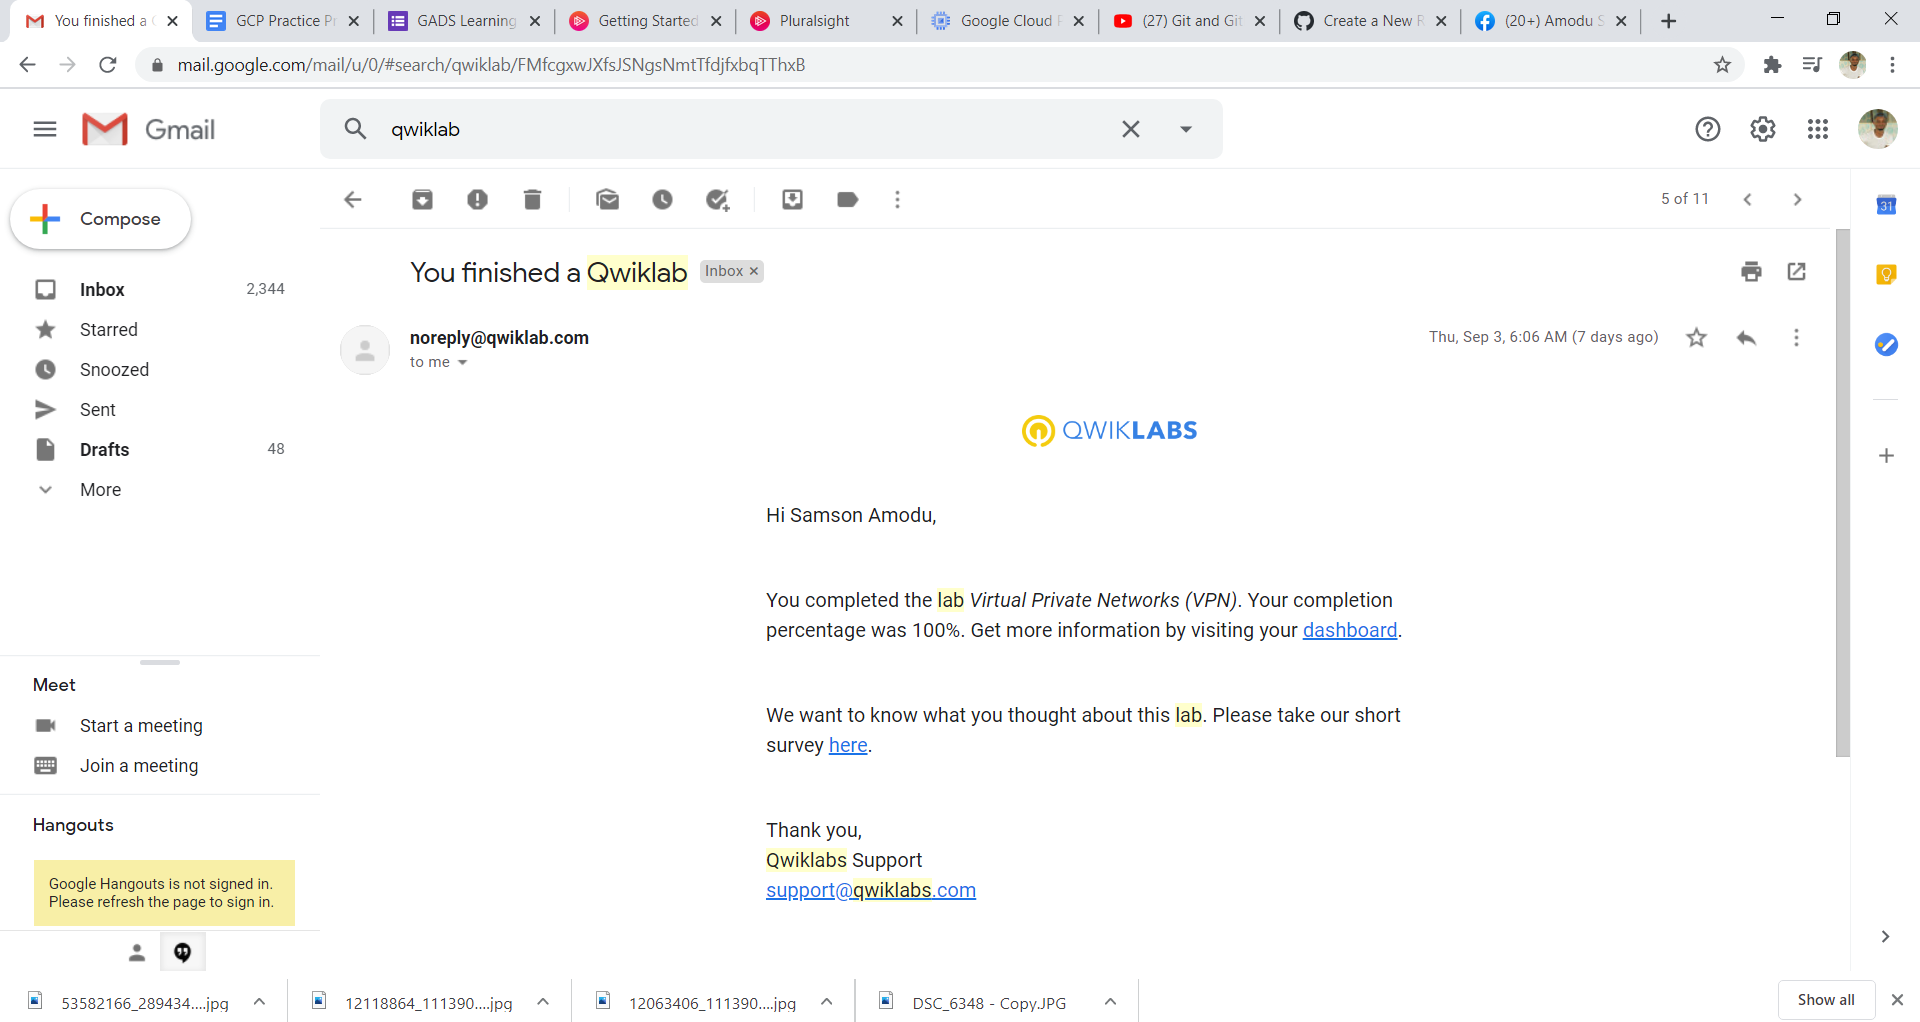 You finished a
GCP Practice Pr
GADS Learning
Getting Started
Pluralsight
Google Cloud P
(27) Git and Git
Create a New R
(20+) Amodu S
mail.google.com/mail/u/0/#search/qwiklab/FMfcgxwJXfsJSNgsNmtTfdjfxbqTThxB
Gmail
qwiklab
Compose
5 of 11
31
Inbox 2,344
Starred
Snoozed
Sent
Drafts 48
More
Meet
Start a meeting
Join a meeting
Hangouts
Google Hangouts is not signed in.
Please refresh the page to sign in.
You finished a Qwiklab Inbox
noreply@qwiklab.com
to me
Thu, Sep 3, 6:06 AM (7 days ago)
QWIKLABS
Hi Samson Amodu,
You completed the lab Virtual Private Networks (VPN). Your completion
percentage was 100%. Get more information by visiting your dashboard.
We want to know what you thought about this lab. Please take our short
survey here.
Thank you,
Qwiklabs Support
support@qwiklabs.com
53582166_289434....jpg
12118864_111390....jpg
12063406_111390....jpg
DSC_6348 - Copy.JPG
Show all